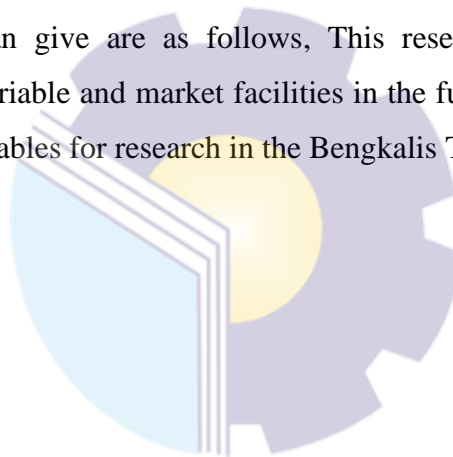 an give are as follows, This rese
riable and market facilities in the fu
ables for research in the Bengkalis T